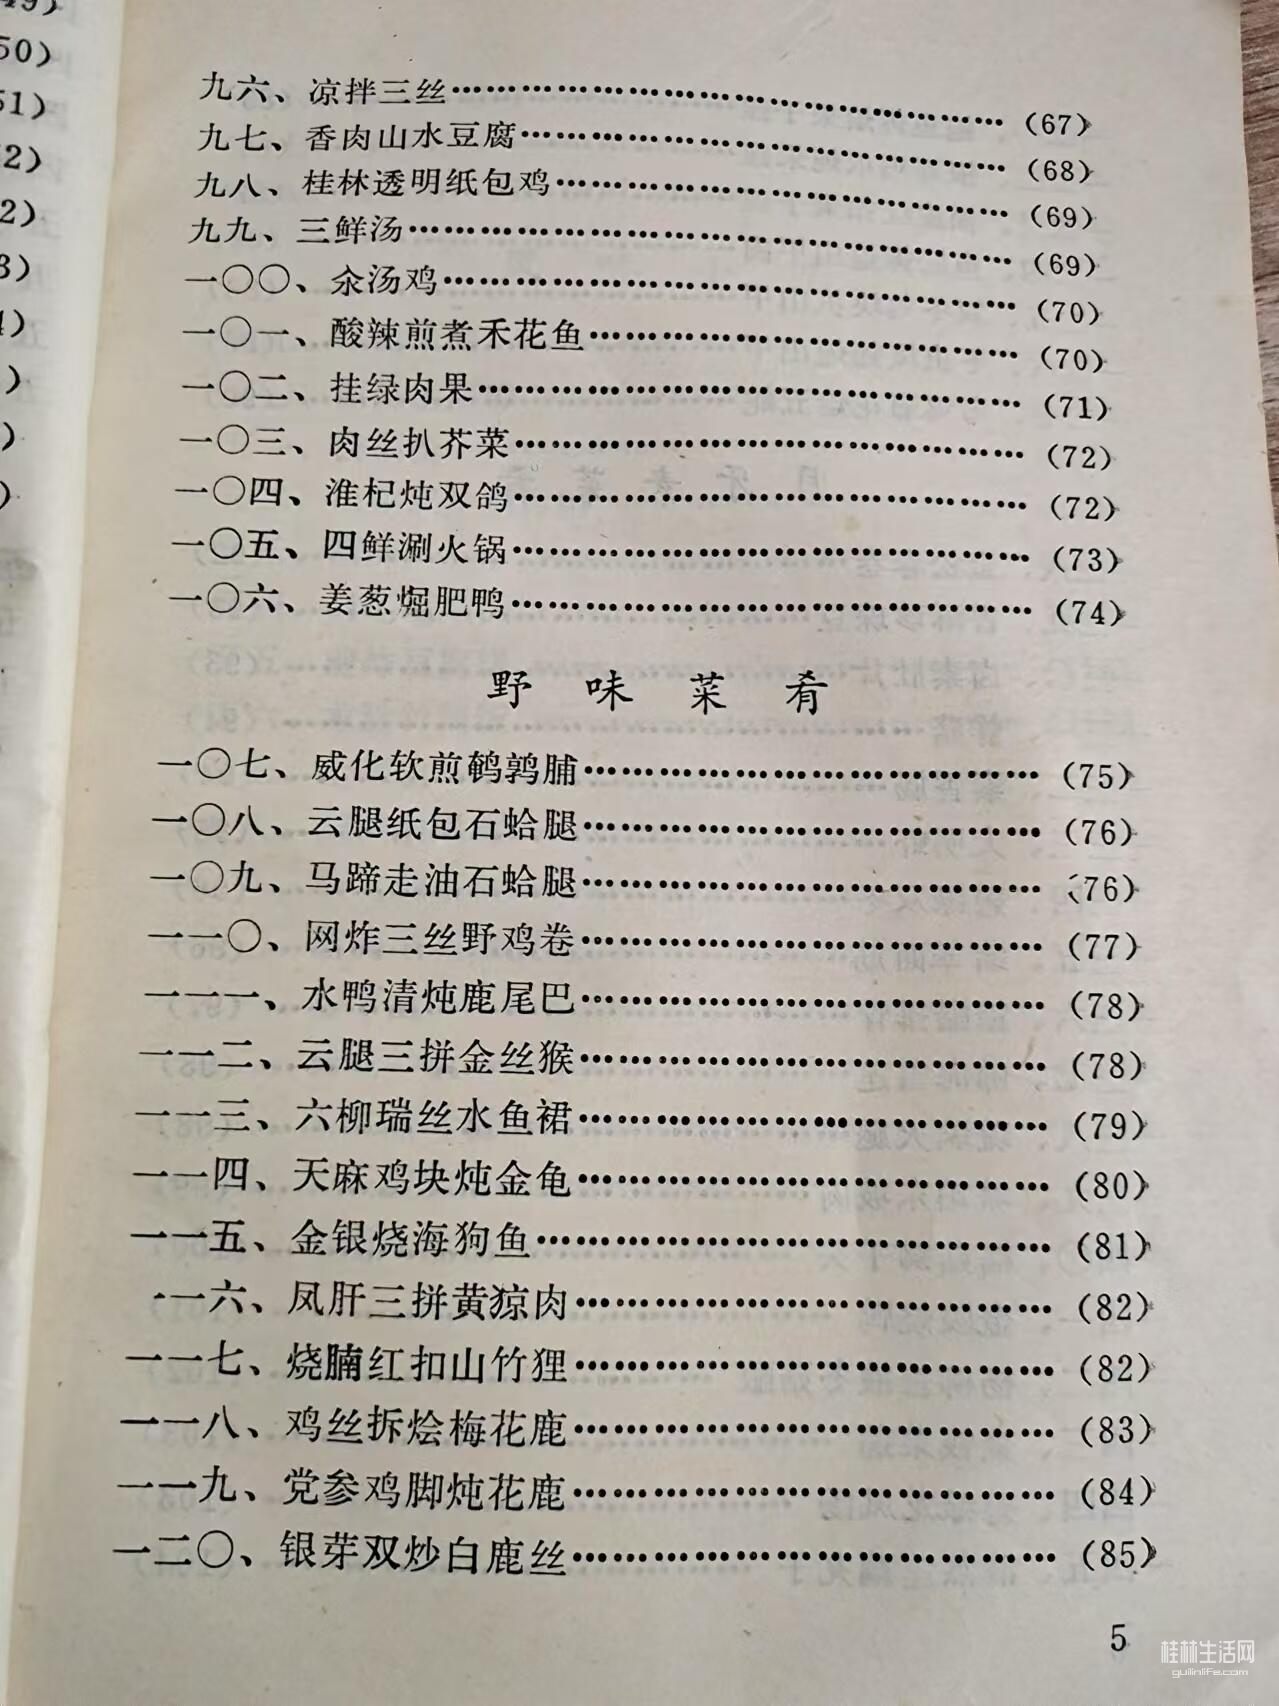 49)
50)
51)
2)
2)
3)
4)
)
)
)
九六、凉拌三丝……………………………………(67)
九七、香肉山水豆腐………………………………(68)
九八、桂林透明纸包鸡……………………………(69)
九九、三鲜汤………………………………………(69)
一〇〇、汆汤鸡……………………………………(70)
一〇一、酸辣煎煮禾花鱼…………………………(70)
一〇二、挂绿肉果…………………………………(71)
一〇三、肉丝扒芥菜………………………………(72)
一〇四、淮杞炖双鸽………………………………(72)
一〇五、四鲜涮火锅………………………………(73)
一〇六、姜葱焗肥鸭………………………………(74)
野味菜肴
一〇七、威化软煎鹌鹑脯…………………………(75)
一〇八、云腿纸包石蛤腿…………………………(76)
一〇九、马蹄走油石蛤腿…………………………(76)
一一〇、网炸三丝野鸡卷…………………………(77)
一一一、水鸭清炖鹿尾巴…………………………(78)
一一二、云腿三拼金丝猴…………………………(78)
一一三、六柳瑞丝水鱼裙…………………………(79)
一一四、天麻鸡块炖金龟…………………………(80)
一一五、金银烧海狗鱼……………………………(81)
一一六、凤肝三拼黄猄肉…………………………(82)
一一七、烧腩红扣山竹狸…………………………(82)
一一八、鸡丝拆烩梅花鹿…………………………(83)
一一九、党参鸡脚炖花鹿…………………………(84)
一二〇、银芽双炒白鹿丝…………………………(85)
5
桂林生活网
guilinlife.com